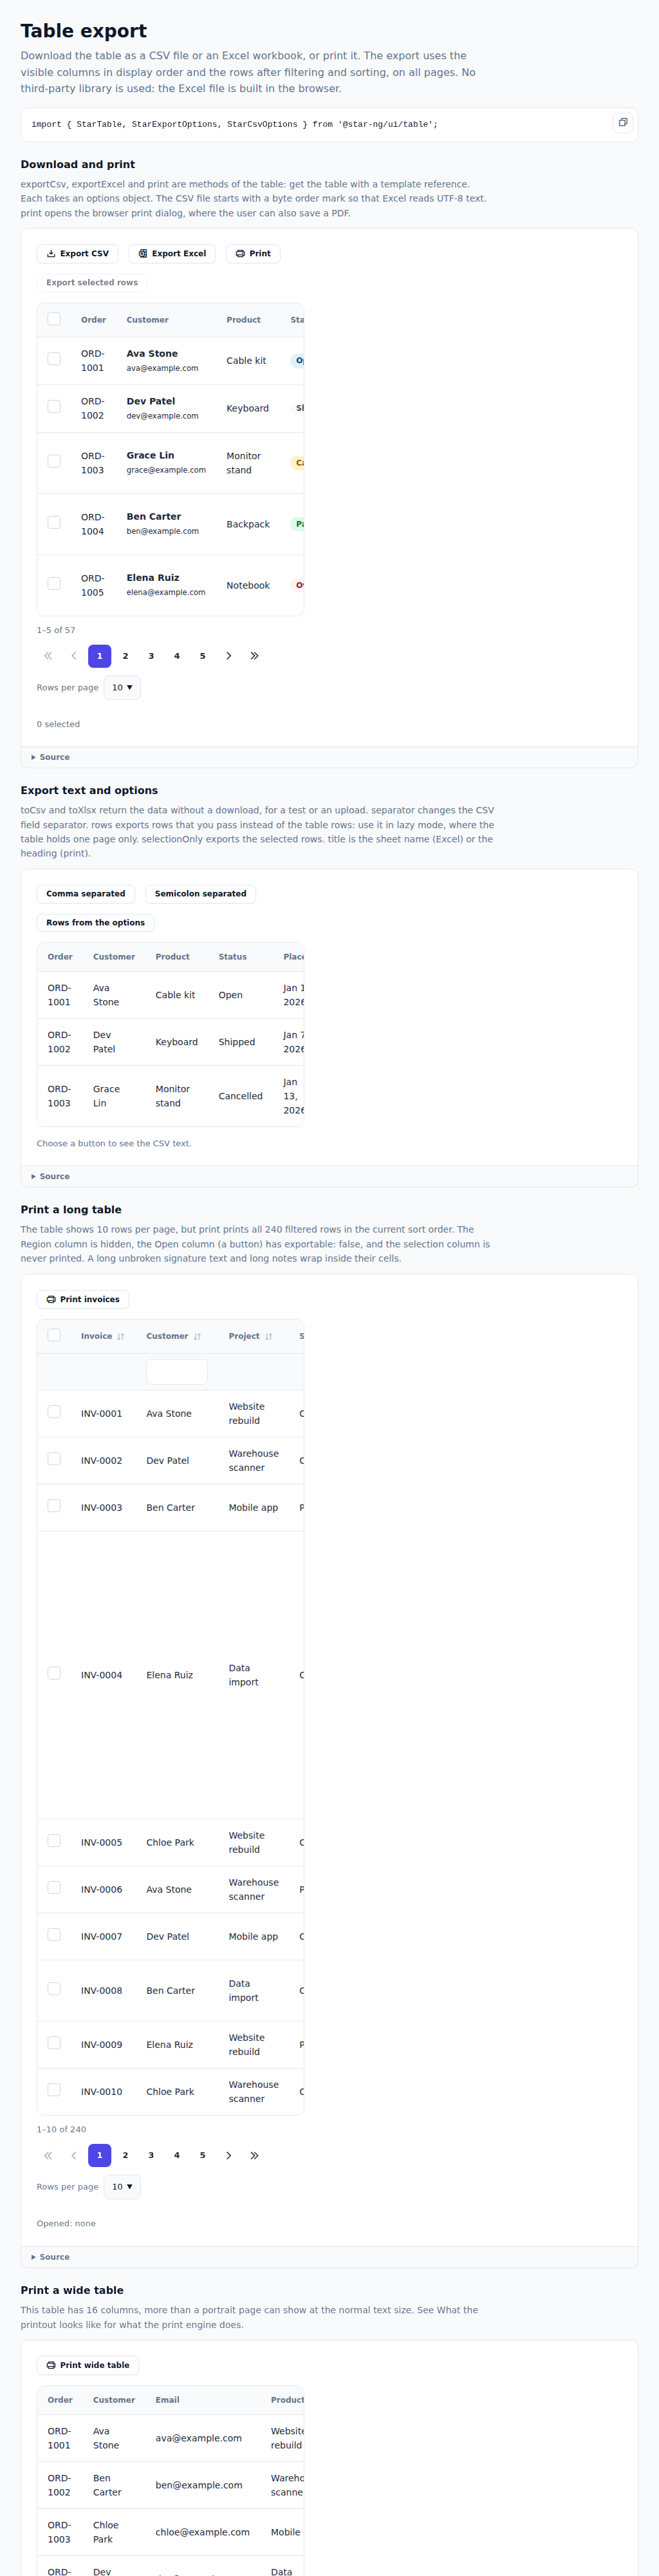 Table export
Download the table as a CSV file or an Excel workbook, or print it. The export uses the
visible columns in display order and the rows after filtering and sorting, on all pages. No
third-party library is used: the Excel file is built in the browser.
import { StarTable, StarExportOptions, StarCsvOptions } from '@star-ng/ui/table';
Download and print
exportCsv, exportExcel and print are methods of the table: get the table with a template reference.
Each takes an options object. The CSV file starts with a byte order mark so that Excel reads UTF-8 text.
print opens the browser print dialog, where the user can also save a PDF.
Export CSV Export Excel Print
Export selected rows
Order Customer Product Sta
ORD-
1001
Ava Stone
ava@example.com
Cable kit
Op
ORD-
1002
Dev Patel
dev@example.com
Keyboard
Sh
ORD-
1003
Grace Lin
grace@example.com
Monitor
stand
Ca
ORD-
1004
Ben Carter
ben@example.com
Backpack
Pa
ORD-
1005
Elena Ruiz
elena@example.com
Notebook
Ov
1–5 of 57
1 2 3 4 5
Rows per page 10
0 selected
Source
Export text and options
toCsv and toXlsx return the data without a download, for a test or an upload. separator changes the CSV
field separator. rows exports rows that you pass instead of the table rows: use it in lazy mode, where the
table holds one page only. selectionOnly exports the selected rows. title is the sheet name (Excel) or the
heading (print).
Comma separated Semicolon separated
Rows from the options
Order Customer Product Status Place
ORD-
1001
Ava
Stone
Cable kit
Open
Jan 1
2026
ORD-
1002
Dev
Patel
Keyboard
Shipped
Jan 7
2026
ORD-
1003
Grace
Lin
Monitor
stand
Cancelled
Jan
13,
2026
Choose a button to see the CSV text.
Source
Print a long table
The table shows 10 rows per page, but print prints all 240 filtered rows in the current sort order. The
Region column is hidden, the Open column (a button) has exportable: false, and the selection column is
never printed. A long unbroken signature text and long notes wrap inside their cells.
Print invoices
Invoice Customer Project S
INV-0001 Ava Stone
Website
rebuild
INV-0002 Dev Patel
Warehouse
scanner
INV-0003 Ben Carter Mobile app P
INV-0004 Elena Ruiz
Data
import
INV-0005 Chloe Park
Website
rebuild
INV-0006 Ava Stone
Warehouse
scanner
P
INV-0007 Dev Patel Mobile app
INV-0008 Ben Carter
Data
import
INV-0009 Elena Ruiz
Website
rebuild
P
INV-0010 Chloe Park
Warehouse
scanner
1–10 of 240
1 2 3 4 5
Rows per page 10
Opened: none
Source
Print a wide table
This table has 16 columns, more than a portrait page can show at the normal text size. See What the
printout looks like for what the print engine does.
Print wide table
Order Customer Email Product
ORD-
1001
Ava
Stone
ava@example.com
Website
rebuild
ORD-
1002
Ben
Carter
ben@example.com
Wareho
scanne
ORD-
1003
Chloe
Park
chloe@example.com
Mobile
ORD-
Dev
Data